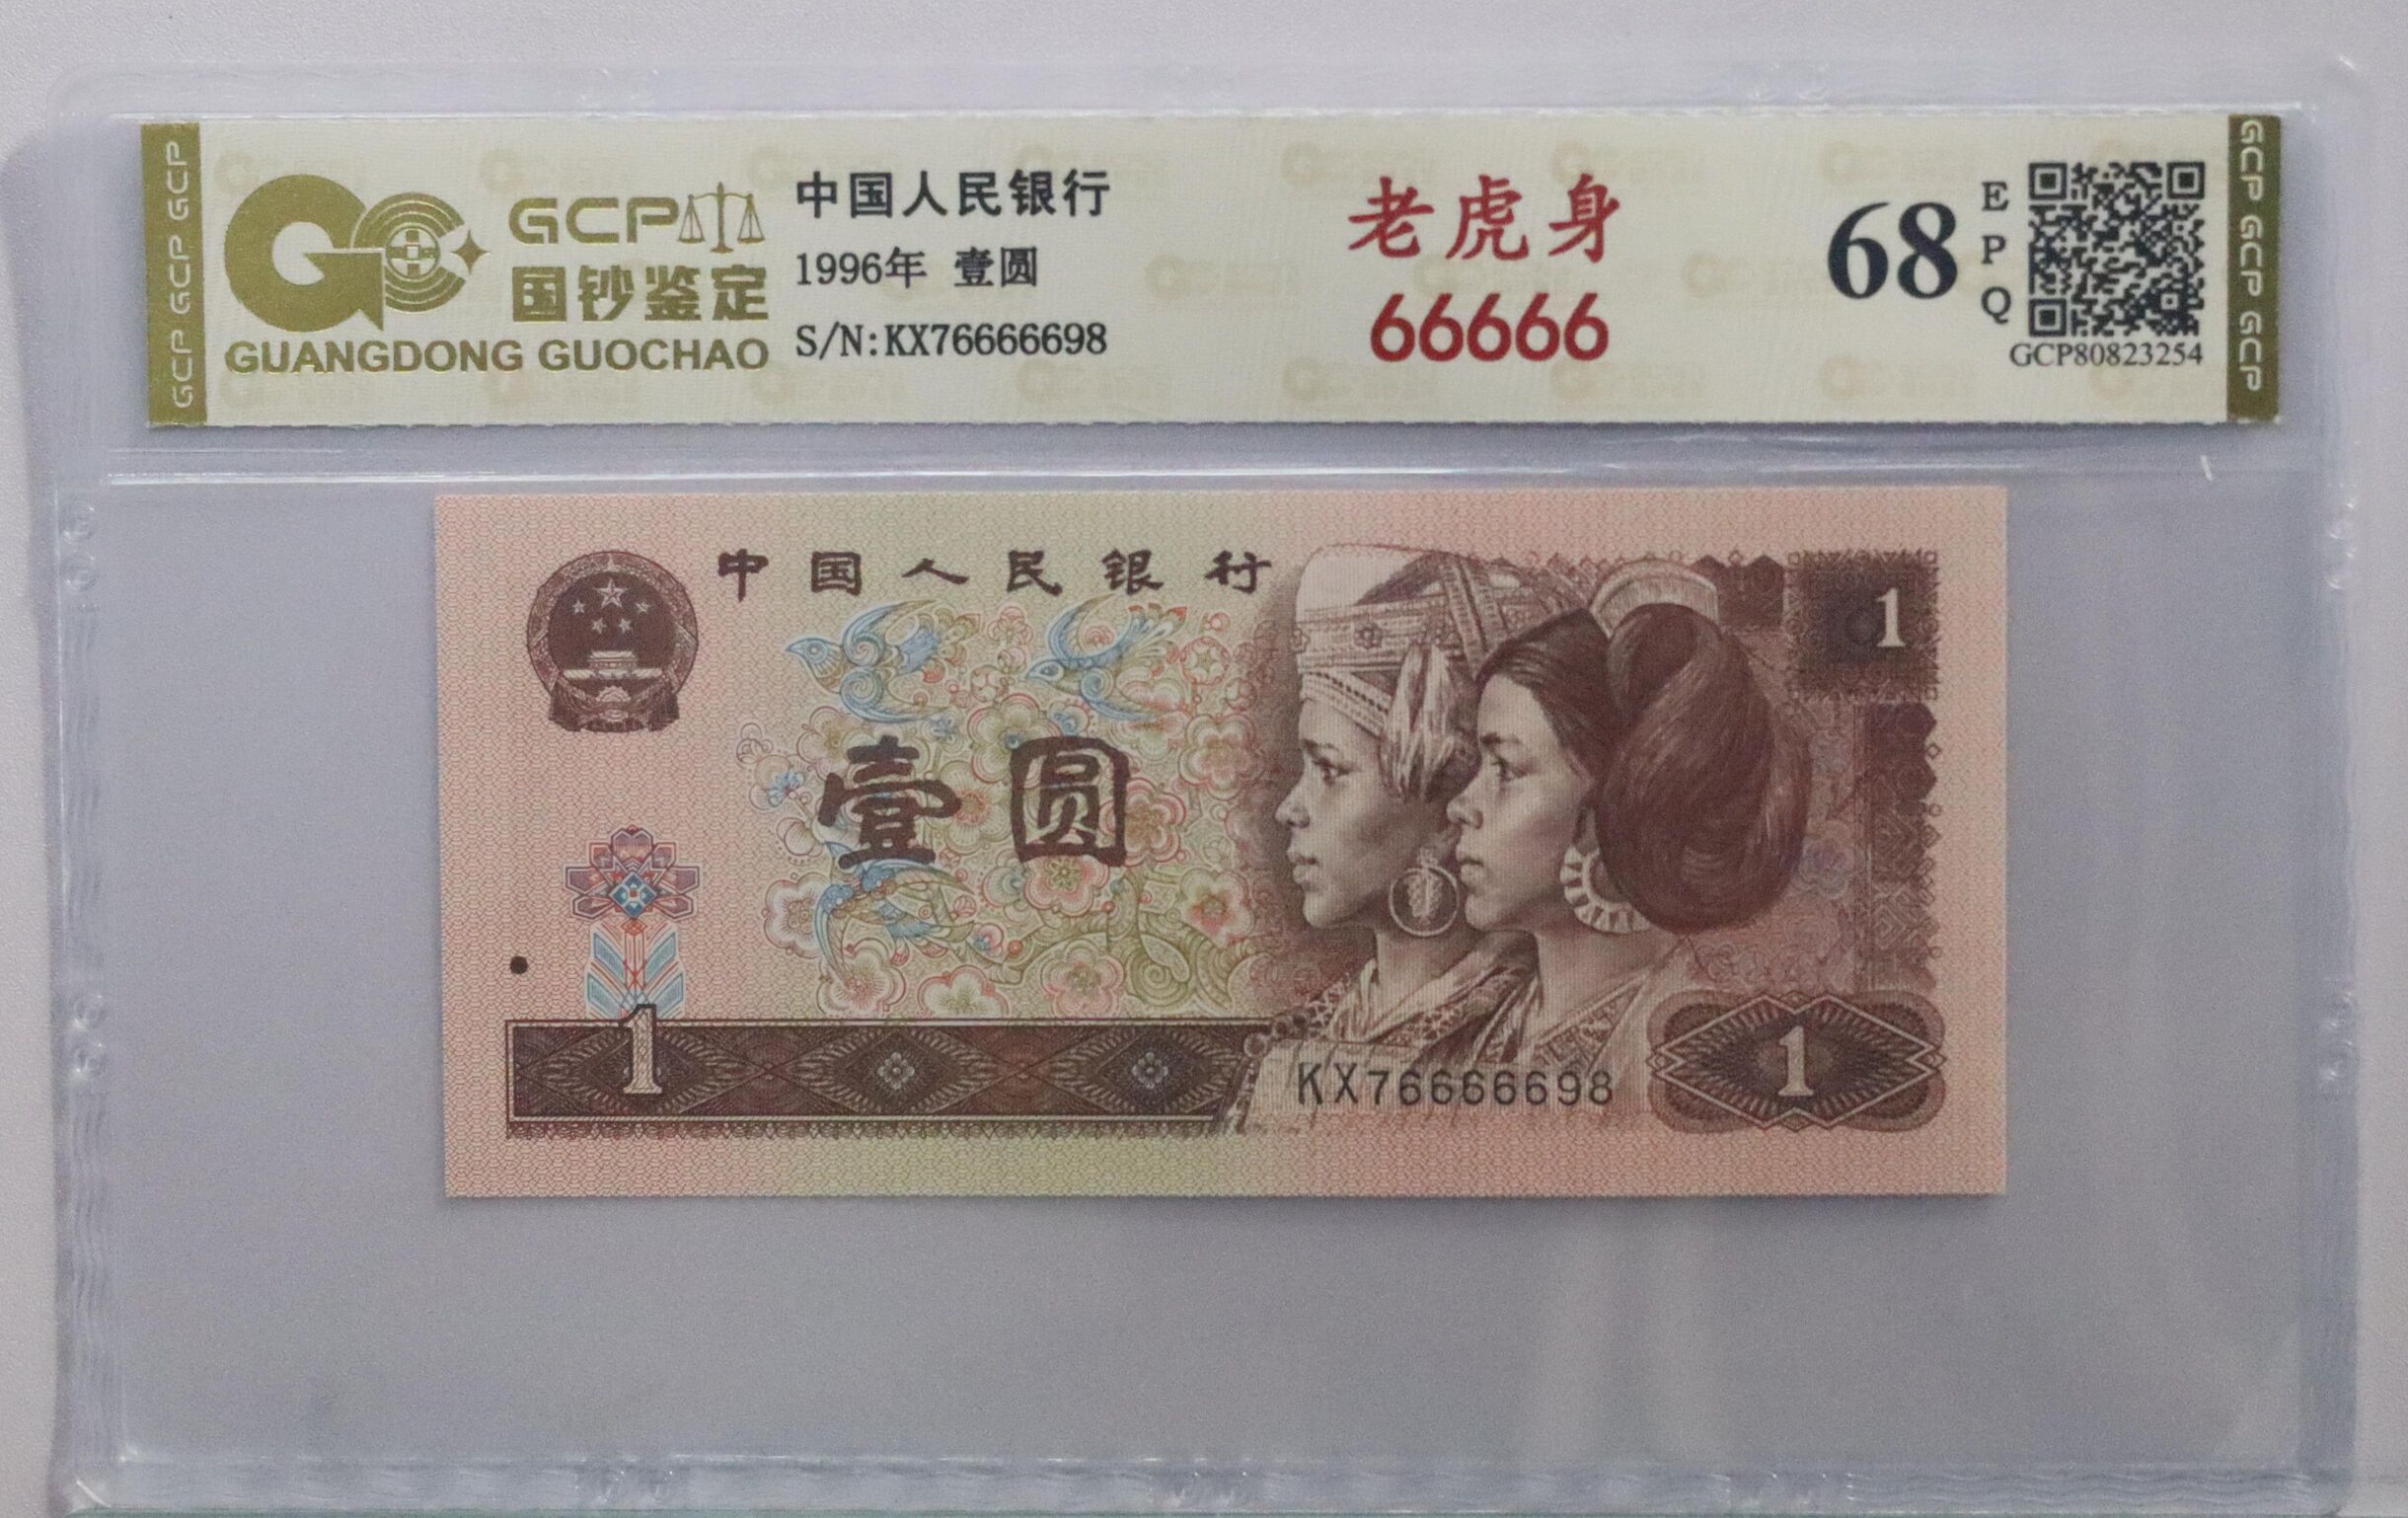 GCP GCP GCP
GCP
国钞鉴定
GUANGDONG GUOCHAO
中国人民银行
1996年 壹圆
S/N:KX76666698
老虎身
66666
68
EPQ
GCP80823254
GCP GCP GCP
中国人民银行
1
壹圆
1
KX76666698
1